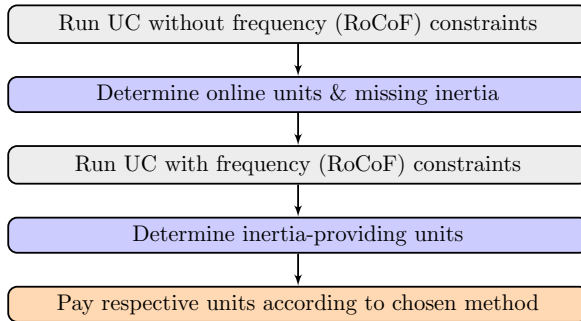 Run UC without frequency (RoCoF) constraints
Determine online units & missing inertia
Run UC with frequency (RoCoF) constraints
Determine inertia-providing units
Pay respective units according to chosen method